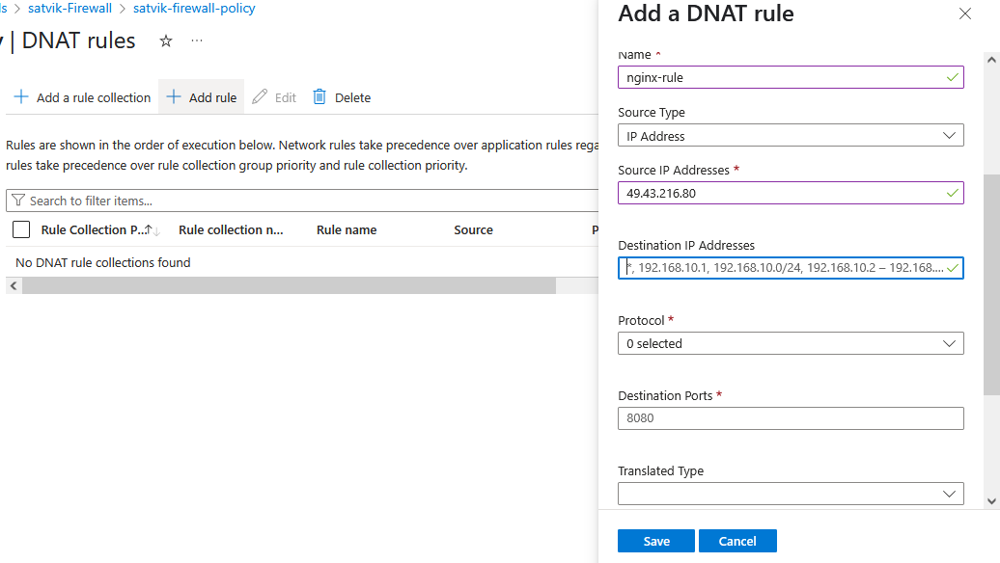 ls > satvik-Firewall > satvik-firewall-policy
| DNAT rules ☆ ...
+ Add a rule collection + Add rule Edit Delete
Rules are shown in the order of execution below. Network rules take precedence over application rules rega
rules take precedence over rule collection group priority and rule collection priority.
Search to filter items...
Rule Collection P...↑↓ Rule collection n... Rule name Source P
No DNAT rule collections found
Add a DNAT rule
Name *
nginx-rule
Source Type
IP Address
Source IP Addresses *
49.43.216.80
Destination IP Addresses
*, 192.168.10.1, 192.168.10.0/24, 192.168.10.2 – 192.168....
Protocol *
0 selected
Destination Ports *
8080
Translated Type
Save Cancel